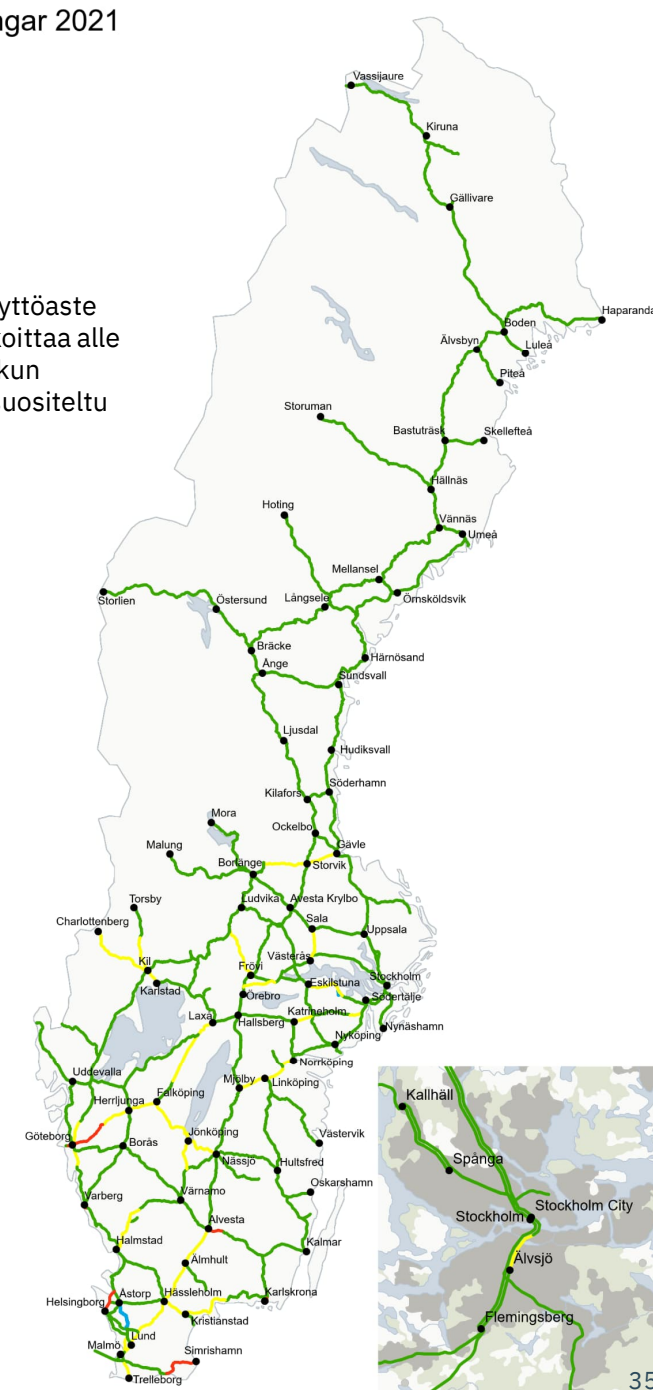 ngar 2021
Vassijaure
Kiruna
Gällivare
yttöaste
koittaa alle
kun
suositeltu
Haparanda
Boden
Luleå
Älvsbyn
Piteå
Storuman
Bastuträsk
Skellefteå
Hällnäs
Hoting
Vännäs
Umeå
Mellansel
Storlien
Östersund
Långsele
Örnsköldsvik
Bräcke
Härnösand
Ånge
Sundsvall
Ljusdal
Hudiksvall
Kilafors
Söderhamn
Mora
Ockelbo
Malung
Gävle
Borlänge
Storvik
Torsby
Ludvika
Avesta Krylbo
Charlottenberg
Sala
Uppsala
Kil
Frövi
Västerås
Stockholm
Karlstad
Eskilstuna
Örebro
Södertälje
Laxå
Hallsberg
Katrineholm
Nynäshamn
Nyköping
Norrköping
Uddevalla
Mjölby
Linköping
Herrljunga
Falköping
Göteborg
Borås
Jönköping
Västervik
Nässjö
Hultsfred
Oskarshamn
Varberg
Värnamo
Alvesta
Halmstad
Kalmar
Älmhult
Åstorp
Hässleholm
Karlskrona
Helsingborg
Kristianstad
Lund
Malmö
Simrishamn
Trelleborg
Kallhäll
Spånga
Stockholm City
Stockholm
Älvsjö
Flemingsberg
35